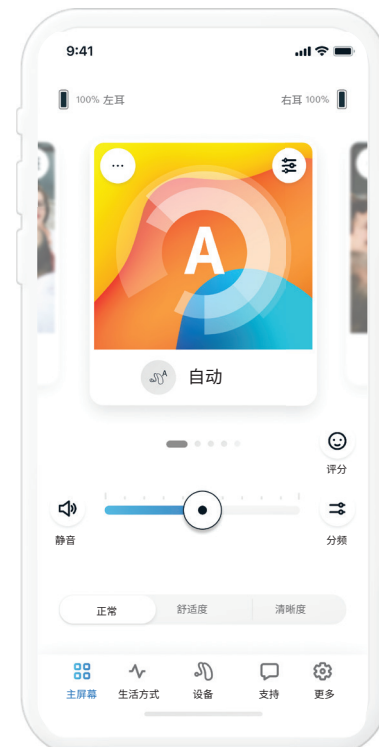 9:41
100% 左耳
右耳 100%
A
A
自动
评分
静音
分频
正常 舒适度 清晰度
主屏幕 生活方式 设备 支持 更多